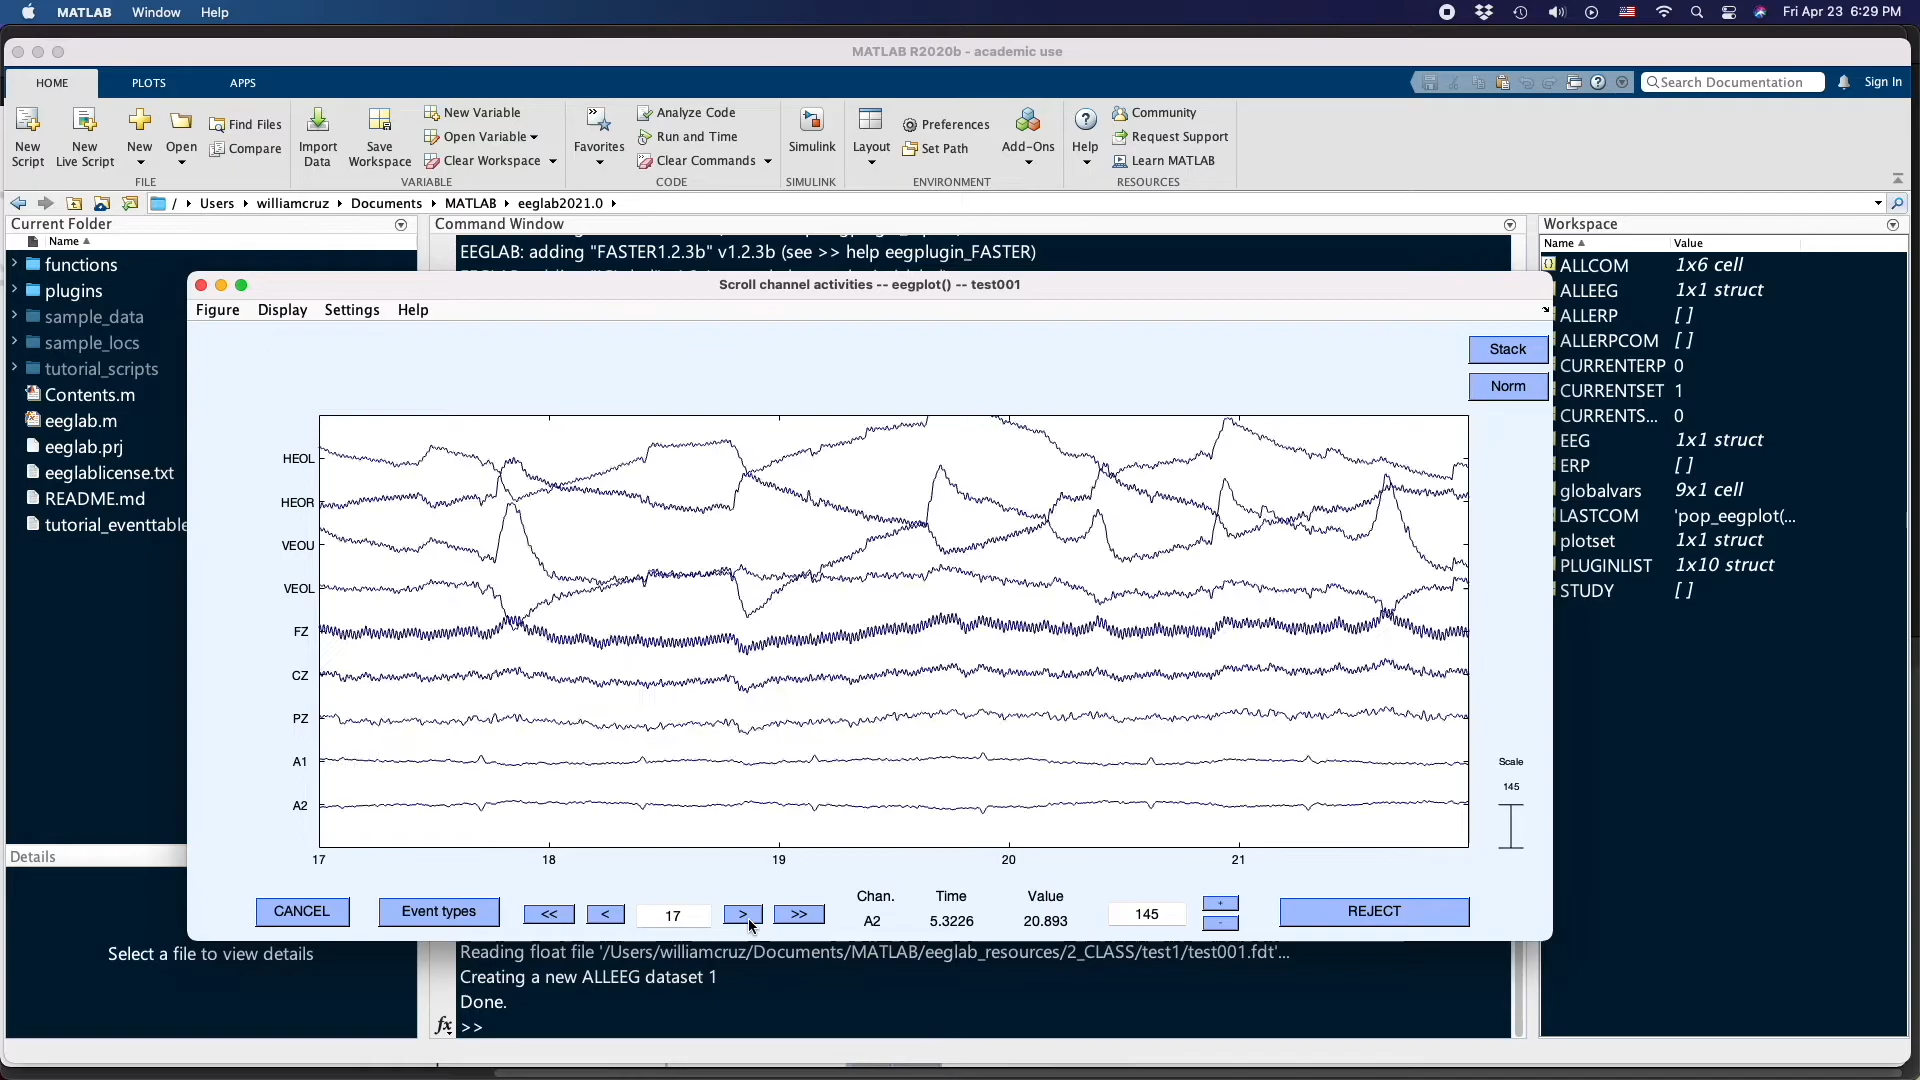 MATLAB Window Help Fri Apr 23 6:29 PM
MATLAB R2020b - academic use
HOME PLOTS APPS Search Documentation Sign In
New Script
New Live Script
New
Open
Find Files
Compare
FILE
Import Data
Save Workspace
New Variable
Open Variable
Clear Workspace
VARIABLE
Favorites
Analyze Code
Run and Time
Clear Commands
CODE
Simulink
SIMULINK
Layout
Preferences
Set Path
Add-Ons
ENVIRONMENT
Help
Community
Request Support
Learn MATLAB
RESOURCES
/ Users williamcruz Documents MATLAB eeglab2021.0
Current Folder
Name
functions
plugins
sample_data
sample_locs
tutorial_scripts
Contents.m
eeglab.m
eeglab.prj
eeglablicense.txt
README.md
tutorial_eventtable
Details
Select a file to view details
Command Window
EEGLAB: adding "FASTER1.2.3b" v1.2.3b (see >> help eegplugin_FASTER)
Scroll channel activities -- eegplot() -- test001
Figure Display Settings Help
Stack
Norm
HEOL
HEOR
VEOU
VEOL
FZ
CZ
PZ
A1
A2
17 18 19 20 21
Scale
145
CANCEL
Event types
<< < 17 > >>
Chan. Time Value
A2 5.3226 20.893
145
+
-
REJECT
Reading float file '/Users/williamcruz/Documents/MATLAB/eeglab_resources/2_CLASS/test1/test001.fdt'...
Creating a new ALLEEG dataset 1
Done.
fx >>
Workspace
Name Value
ALLCOM 1x6 cell
ALLEEG 1x1 struct
ALLERP []
ALLERPCOM []
CURRENTERP 0
CURRENTSET 1
CURRENTS... 0
EEG 1x1 struct
ERP []
globalvars 9x1 cell
LASTCOM 'pop_eegplot(...
plotset 1x1 struct
PLUGINLIST 1x10 struct
STUDY []